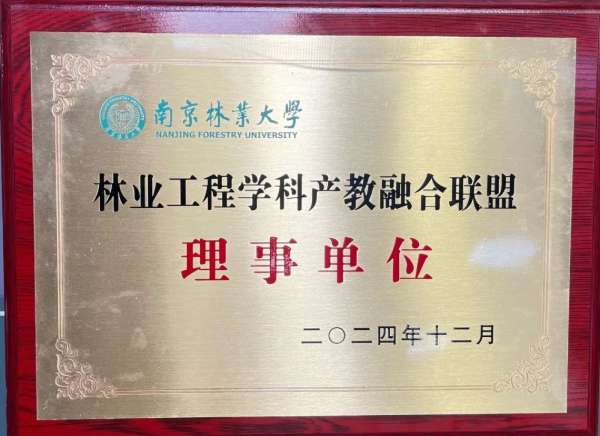 南京林業大學
NANJING FORESTRY UNIVERSITY
林业工程学科产教融合联盟
理事单位
二〇二四年十二月